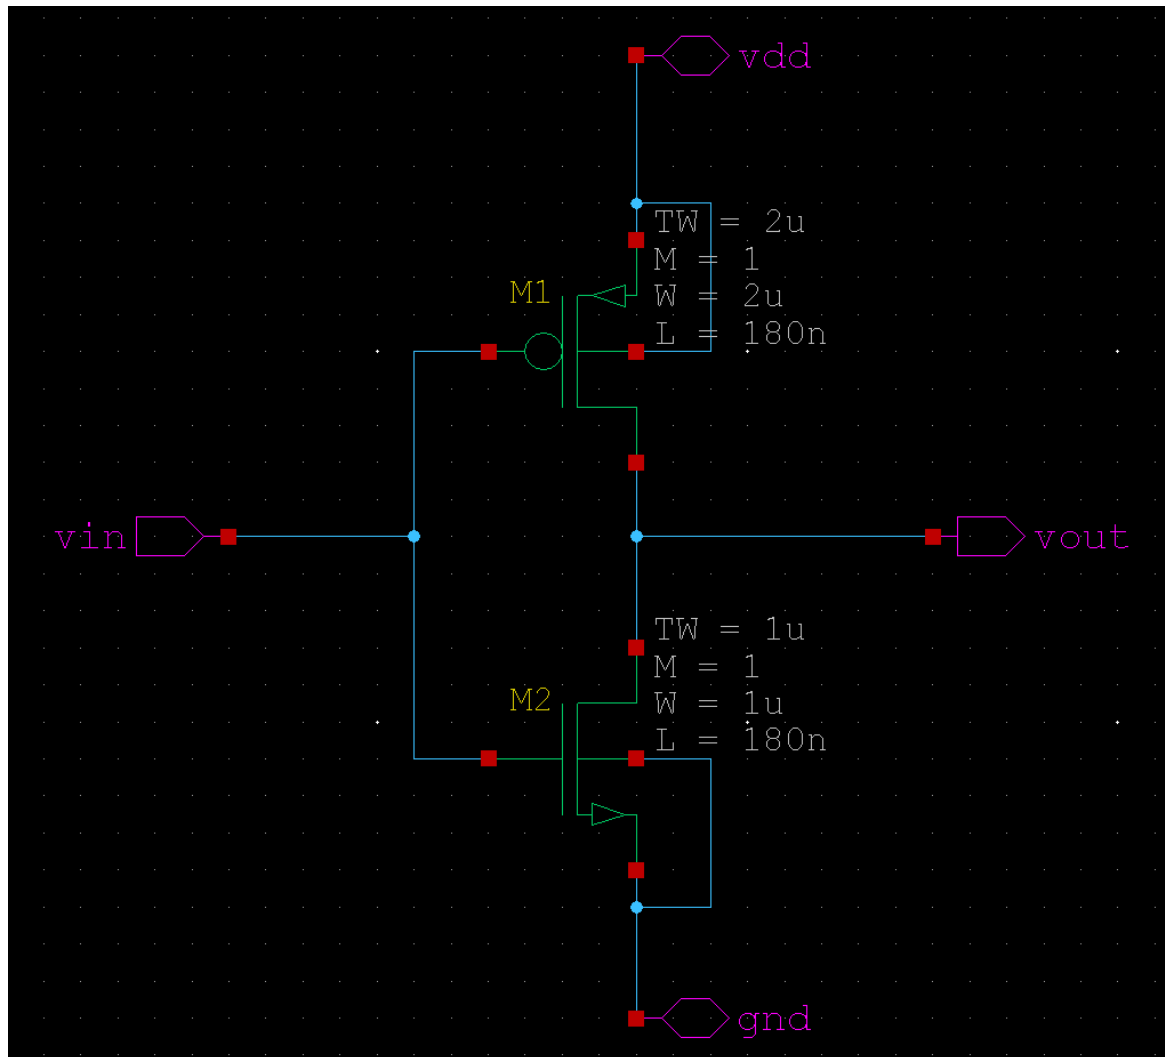 vdd
TW = 2u
M = 1
M1
W = 2u
L = 180n
vin
vout
TW = 1u
M = 1
M2
W = 1u
L = 180n
gnd